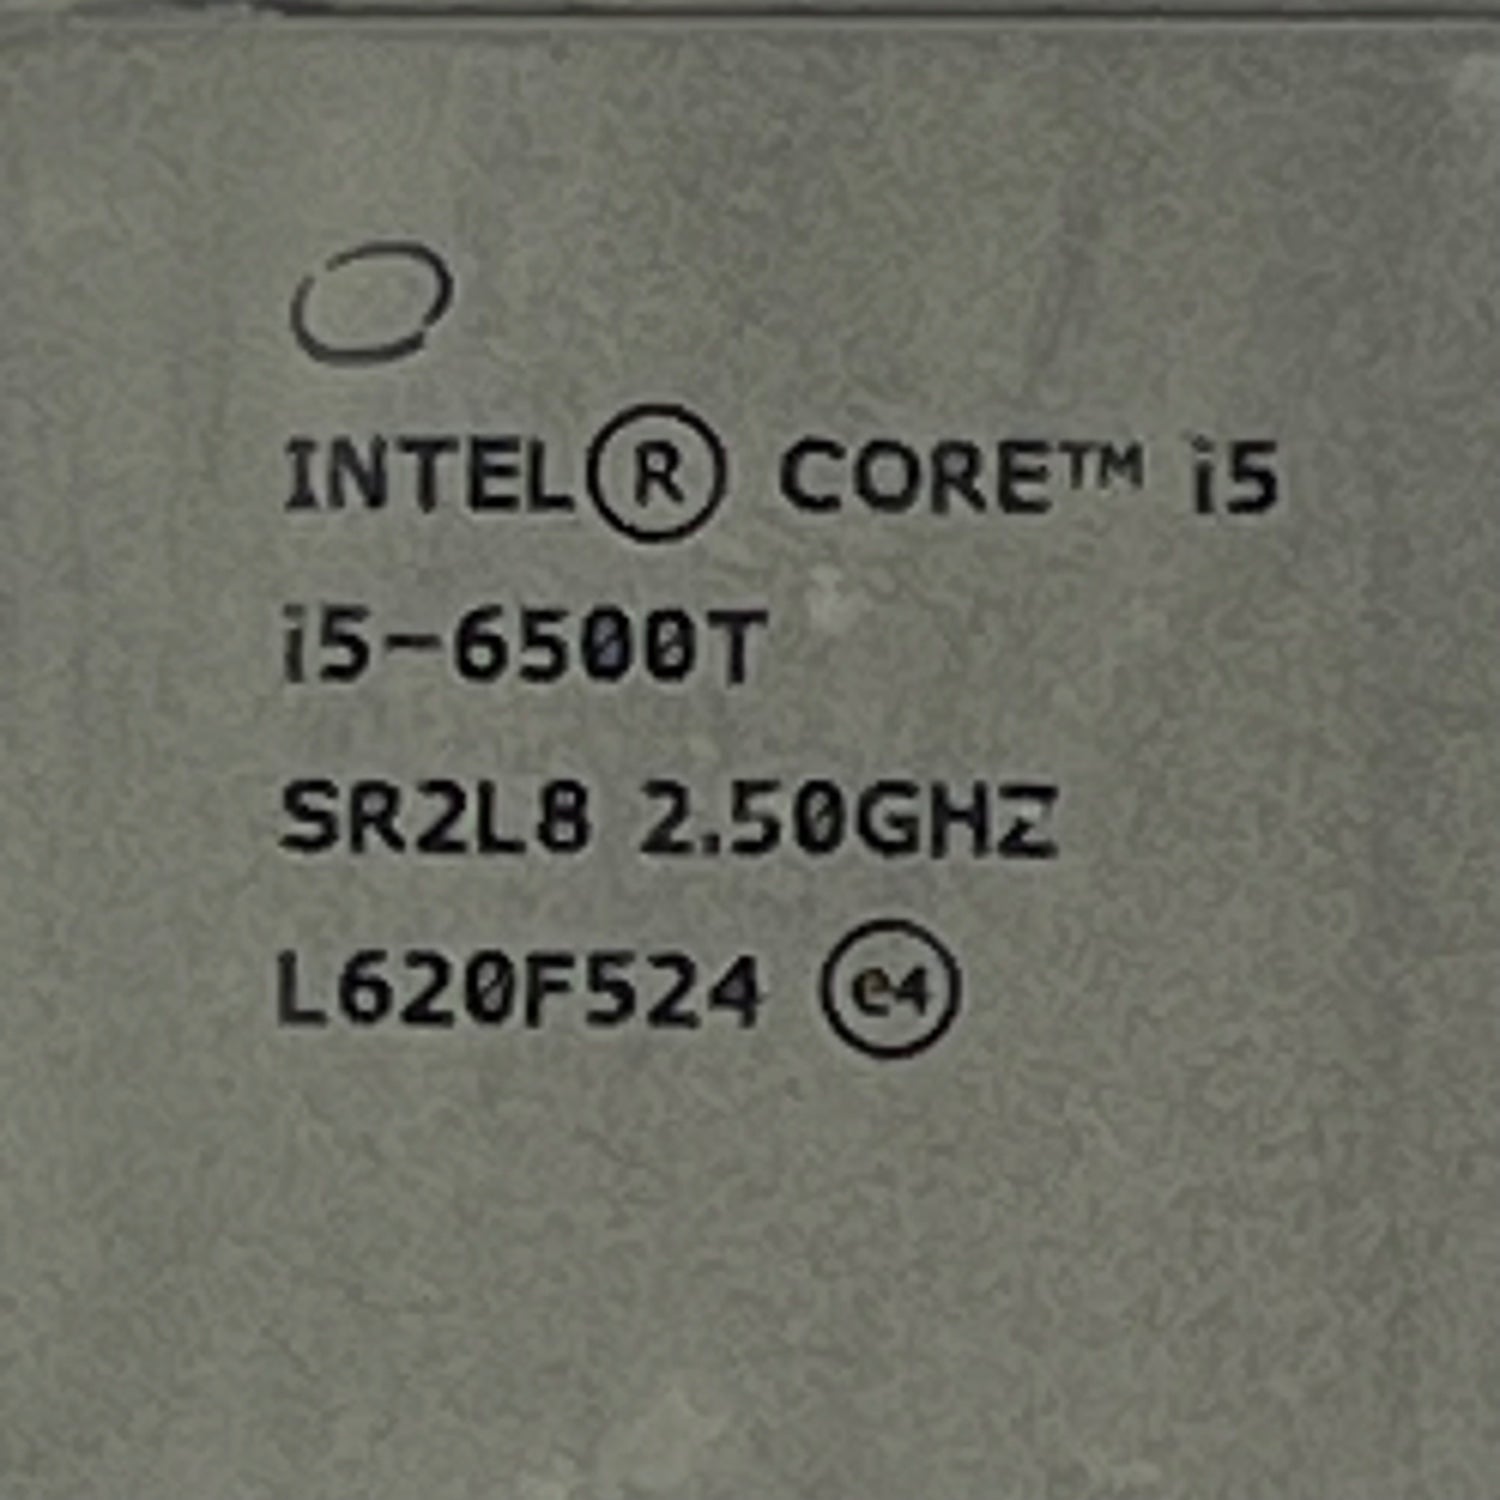 INTEL® CORE™ i5
i5-6500T
SR2L8 2.50GHZ
L620F524 e4